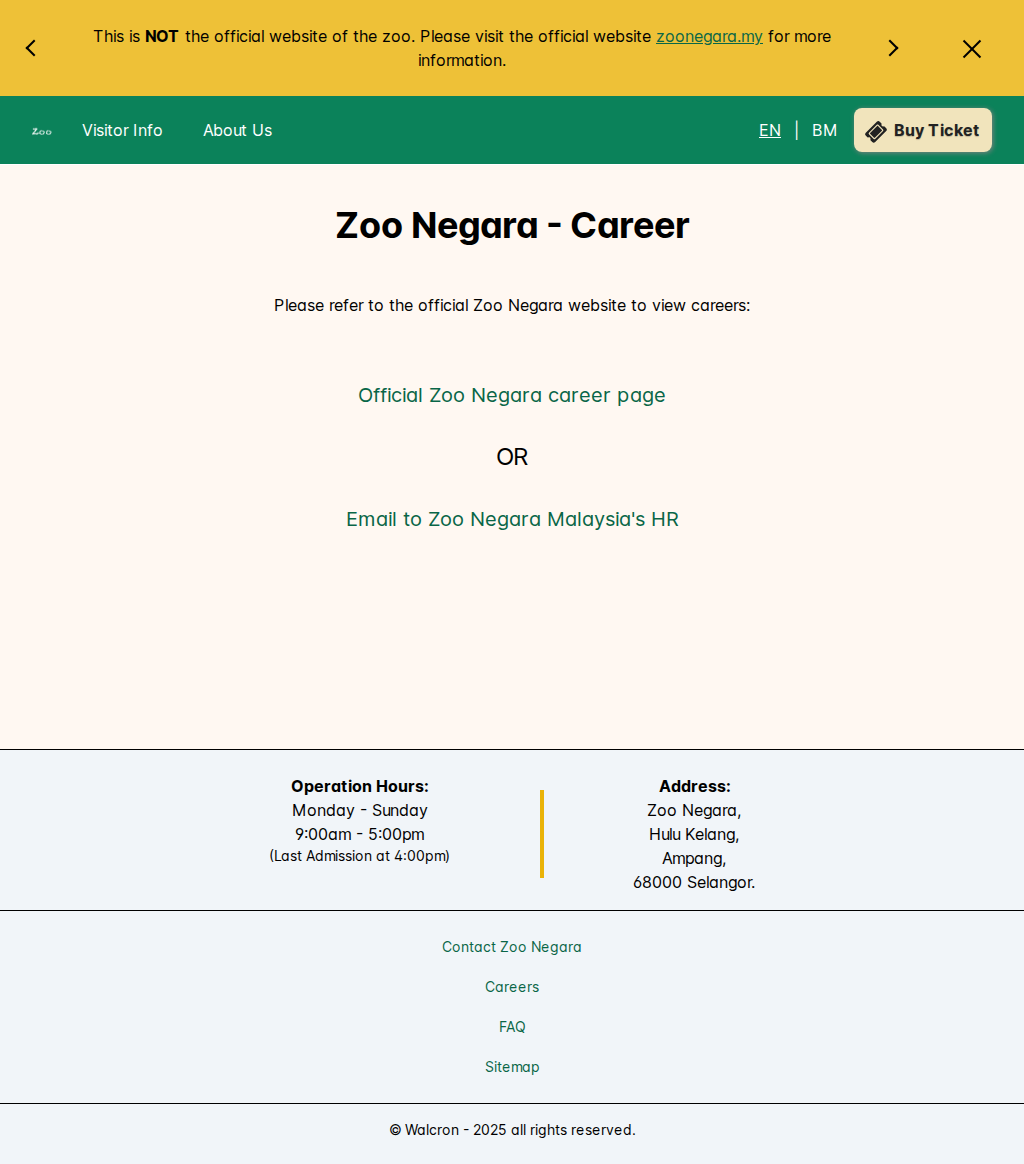 This is NOT the official website of the zoo. Please visit the official website zoonegara.my for more
information.
Zoo
Visitor Info
About Us
EN | BM
Buy Ticket
Zoo Negara - Career
Please refer to the official Zoo Negara website to view careers:
Official Zoo Negara career page
OR
Email to Zoo Negara Malaysia's HR
Operation Hours:
Monday - Sunday
9:00am - 5:00pm
(Last Admission at 4:00pm)
Address:
Zoo Negara,
Hulu Kelang,
Ampang,
68000 Selangor.
Contact Zoo Negara
Careers
FAQ
Sitemap
© Walcron - 2025 all rights reserved.